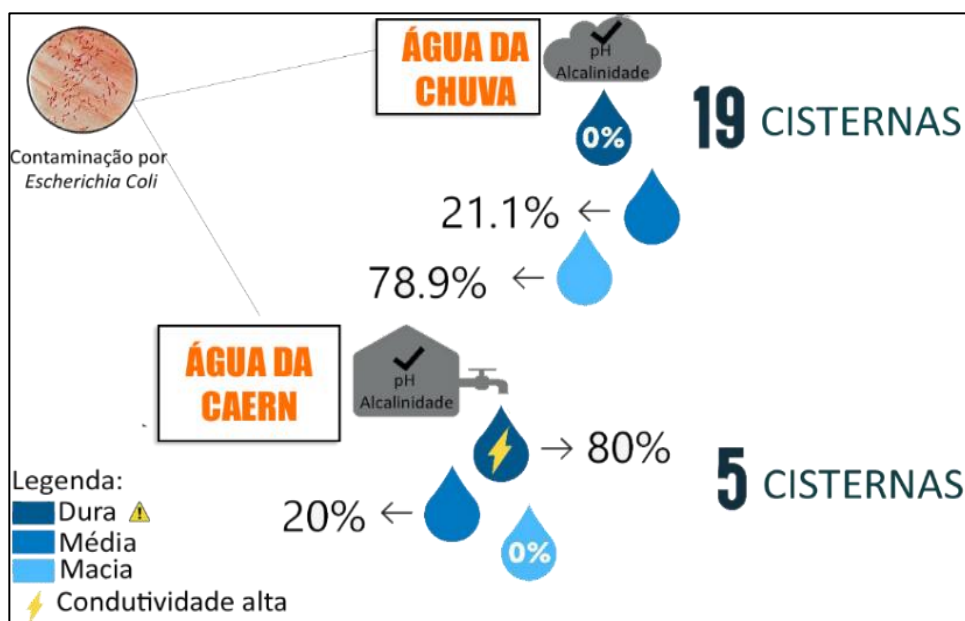 Contaminação por
Escherichia Coli
ÁGUA DA
CHUVA
pH
Alcalinidade
0%
19 CISTERNAS
21.1% ←
78.9% ←
ÁGUA DA
CAERN
pH
Alcalinidade
→ 80%
20% ←
0%
5 CISTERNAS
Legenda:
Dura
Média
Macia
Condutividade alta